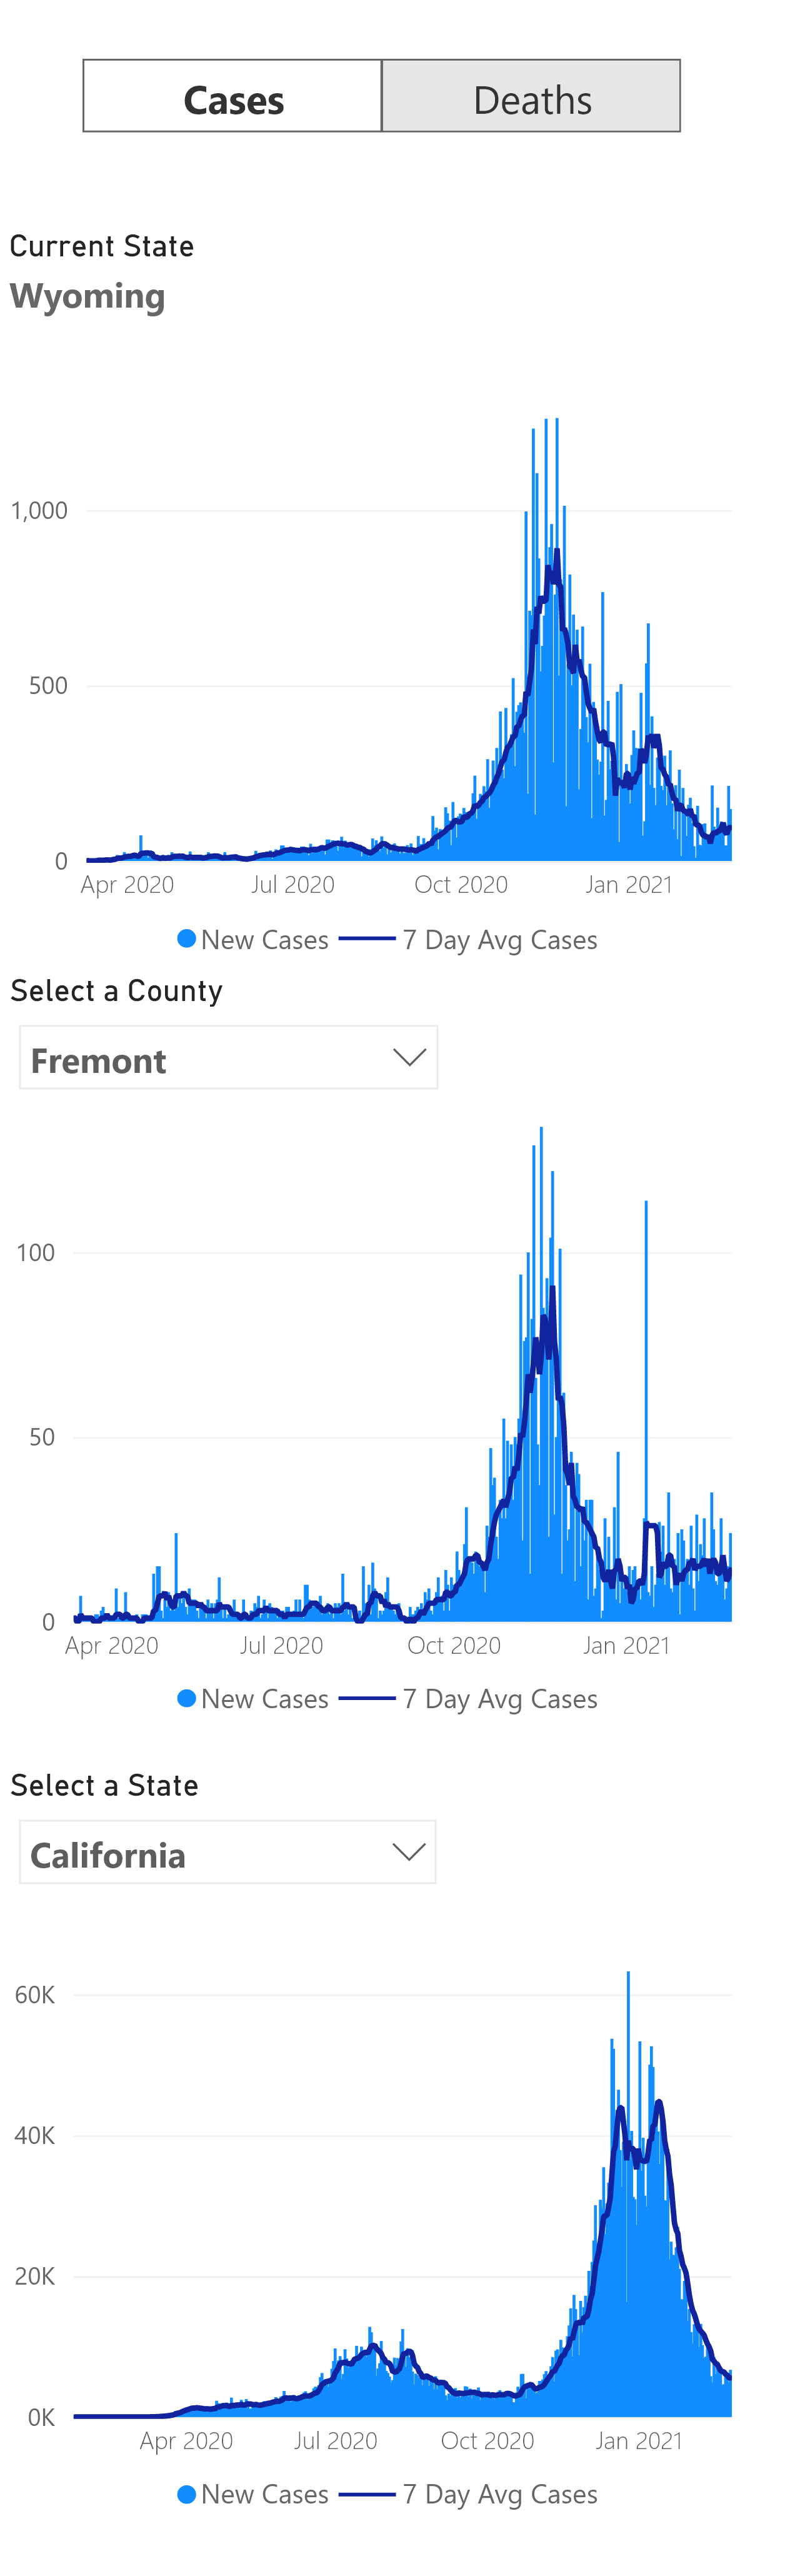 Cases Deaths
Current State
Wyoming
1,000
500
0
Apr 2020 Jul 2020 Oct 2020 Jan 2021
New Cases 7 Day Avg Cases
Select a County
Fremont
100
50
0
Apr 2020 Jul 2020 Oct 2020 Jan 2021
New Cases 7 Day Avg Cases
Select a State
California
60K
40K
20K
0K
Apr 2020 Jul 2020 Oct 2020 Jan 2021
New Cases 7 Day Avg Cases